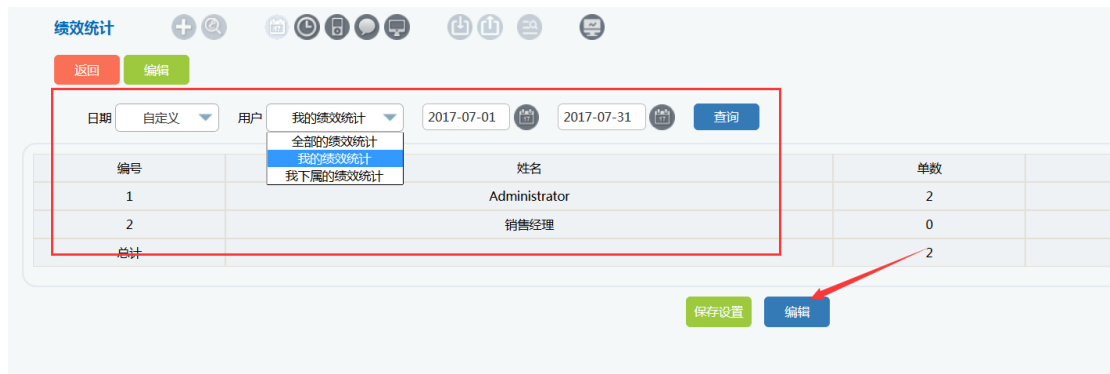 绩效统计
返回 编辑
日期 自定义 用户 我的绩效统计 2017-07-01 2017-07-31 查询
全部的绩效统计
我的绩效统计
我下属的绩效统计
编号 姓名 单数
1 Administrator 2
2 销售经理 0
总计 2
保存设置 编辑